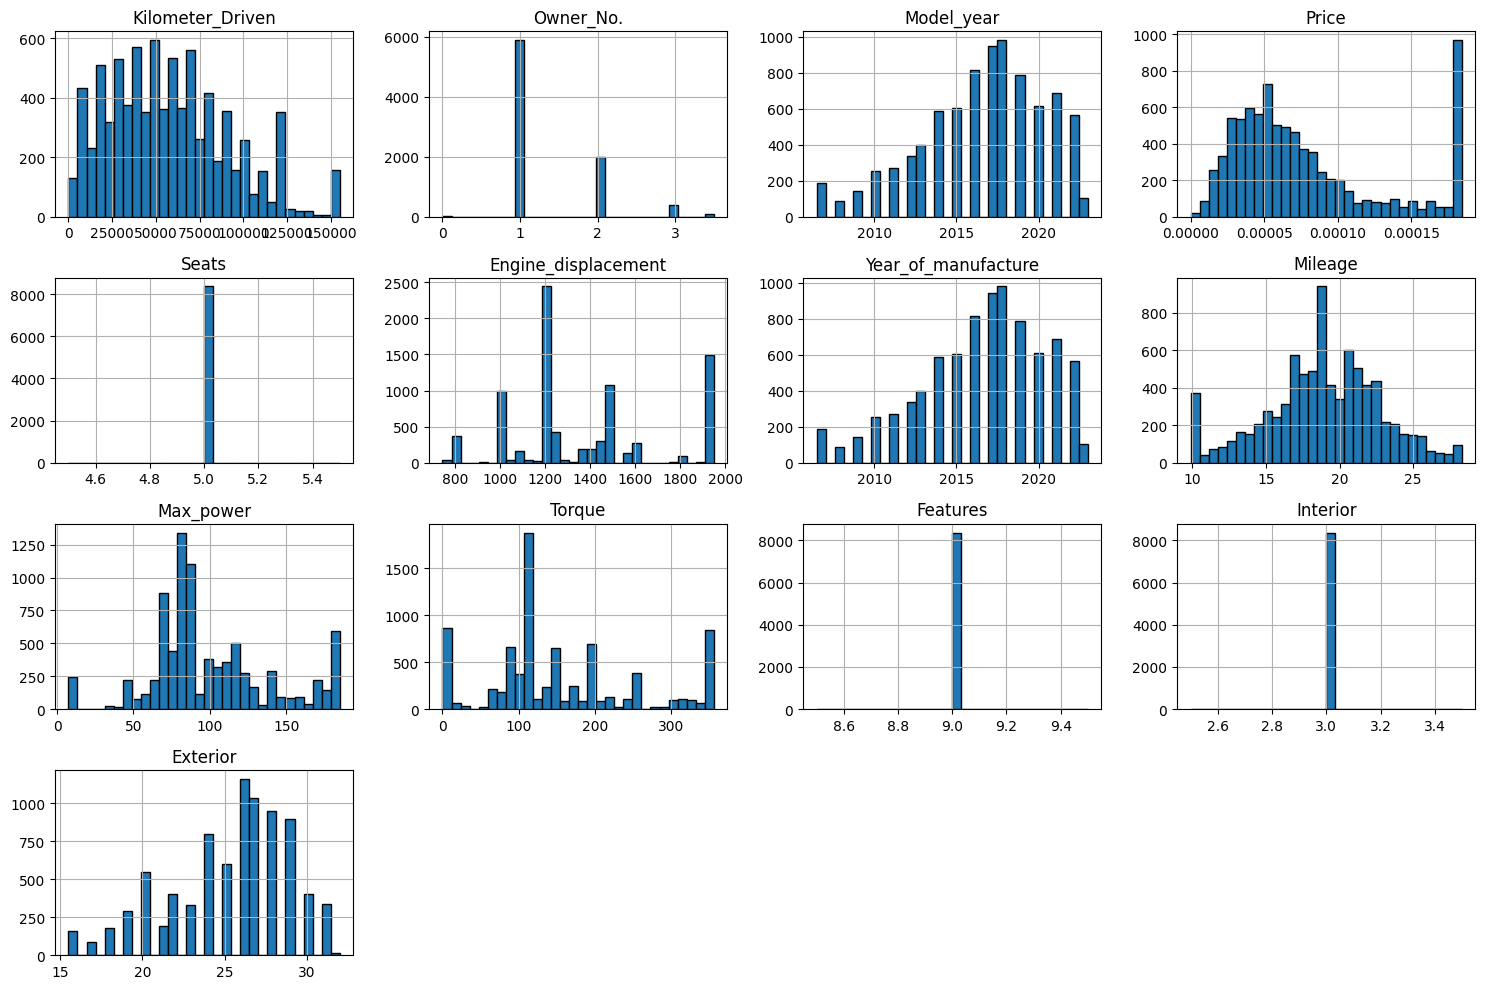 Kilometer_Driven Owner_No. Model_year Price
600 400 200 0
0 25000 50000 75000 100000 125000 150000
6000 4000 2000 0
0 1 2 3
1000 800 600 400 200 0
2010 2015 2020
1000 800 600 400 200 0
0.00000 0.00005 0.00010 0.00015
Seats Engine_displacement Year_of_manufacture Mileage
8000 6000 4000 2000 0
4.6 4.8 5.0 5.2 5.4
2500 2000 1500 1000 500 0
800 1000 1200 1400 1600 1800 2000
1000 800 600 400 200 0
2010 2015 2020
800 600 400 200 0
10 15 20 25
Max_power Torque Features Interior
1250 1000 750 500 250 0
0 50 100 150
1500 1000 500 0
0 100 200 300
8000 6000 4000 2000 0
8.6 8.8 9.0 9.2 9.4
8000 6000 4000 2000 0
2.6 2.8 3.0 3.2 3.4
Exterior
1000 750 500 250 0
15 20 25 30